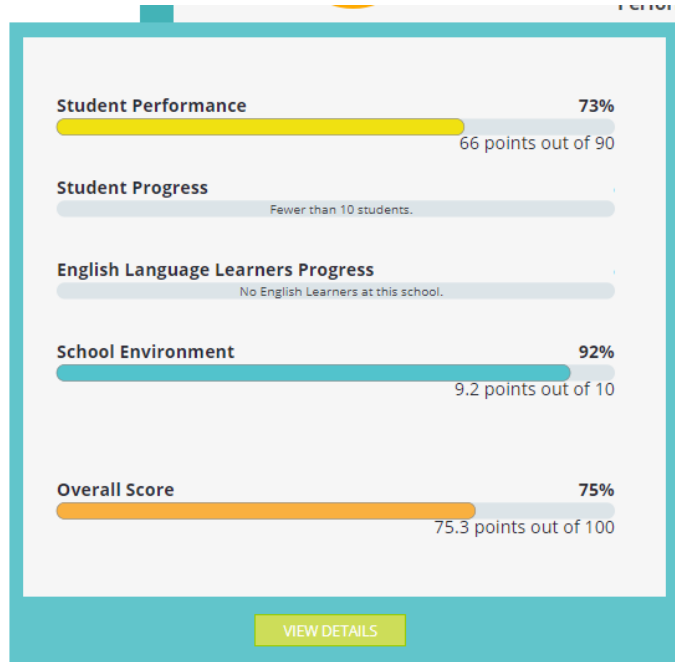 Student Performance 73%
66 points out of 90
Student Progress
Fewer than 10 students.
English Language Learners Progress
No English Learners at this school.
School Environment 92%
9.2 points out of 10
Overall Score 75%
75.3 points out of 100
VIEW DETAILS